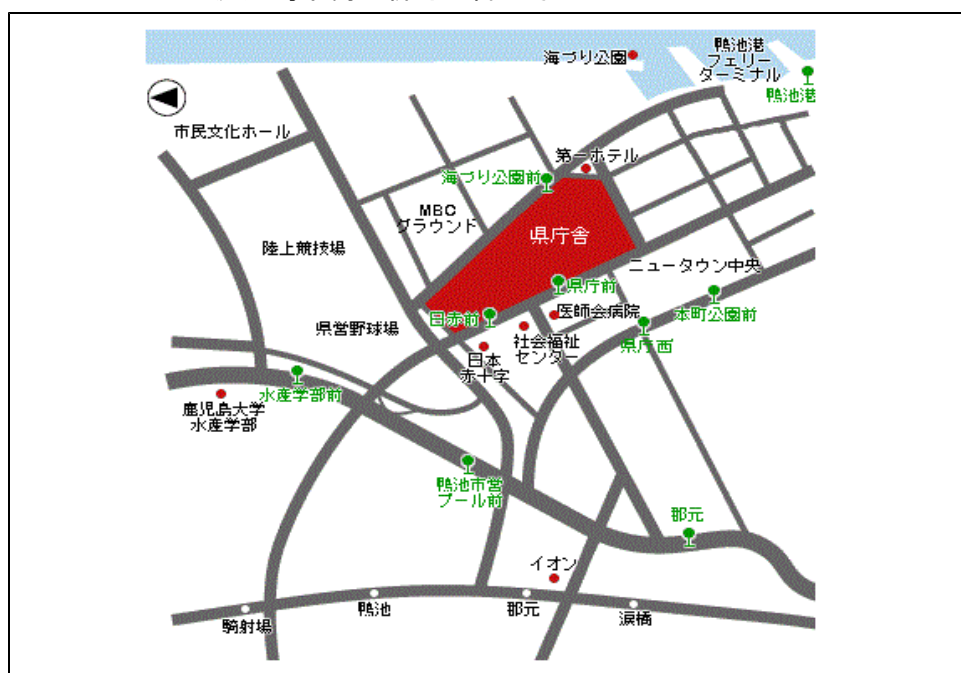 海づり公園
鴨池港
フェリー
ターミナル
鴨池港
市民文化ホール
第一ホテル
海づり公園前
MBC
グラウンド
県庁舎
陸上競技場
ニュータウン中央
県庁前
医師会病院
本町公園前
日赤前
県営野球場
社会福祉
センター
県庁西
日本
赤十字
水産学部前
鹿児島大学
水産学部
鴨池市営
プール前
郡元
イオン
騎射場
鴨池
郡元
涙橋